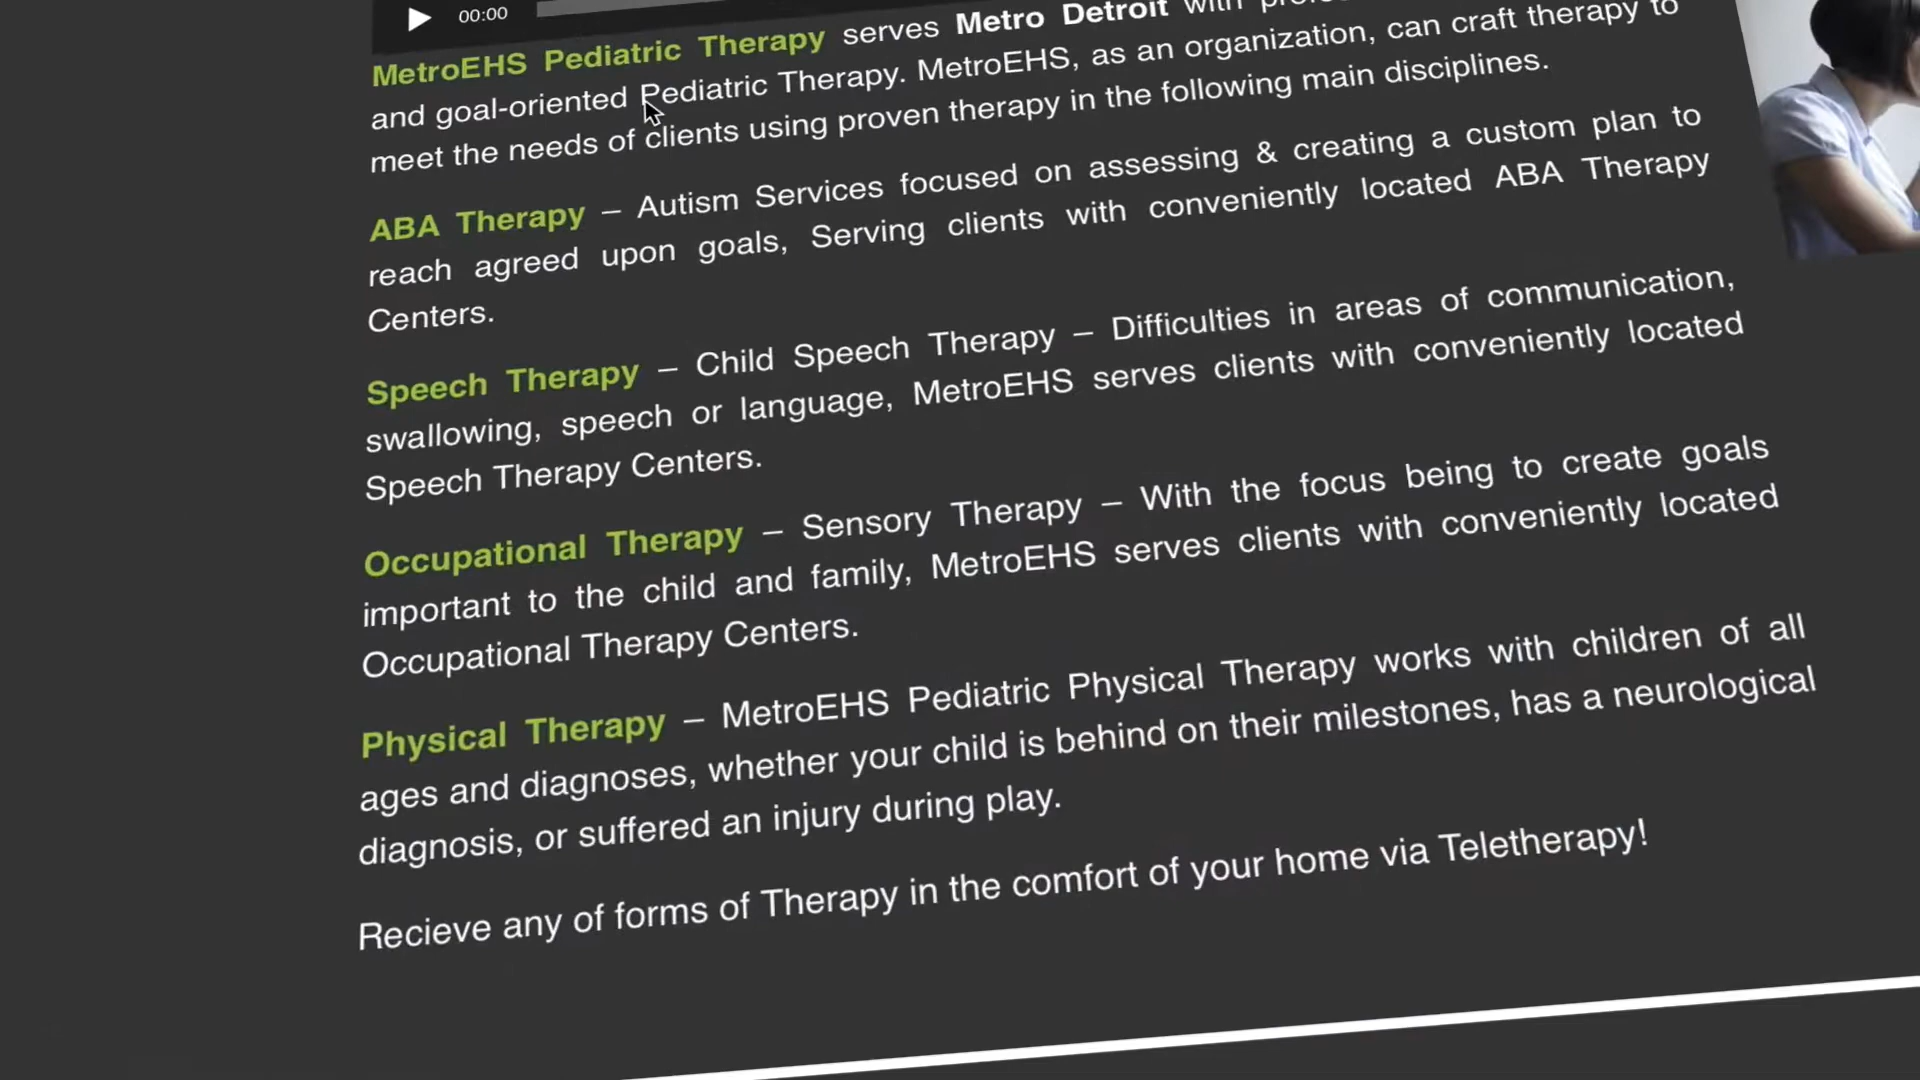 00:00
MetroEHS Pediatric Therapy serves Metro Detroit with
and goal-oriented Pediatric Therapy. MetroEHS, as an organization, can craft therapy to
meet the needs of clients using proven therapy in the following main disciplines.
ABA Therapy – Autism Services focused on assessing & creating a custom plan to
reach agreed upon goals, Serving clients with conveniently located ABA Therapy
Centers.
Speech Therapy – Child Speech Therapy – Difficulties in areas of communication,
swallowing, speech or language, MetroEHS serves clients with conveniently located
Speech Therapy Centers.
Occupational Therapy – Sensory Therapy – With the focus being to create goals
important to the child and family, MetroEHS serves clients with conveniently located
Occupational Therapy Centers.
Physical Therapy – MetroEHS Pediatric Physical Therapy works with children of all
ages and diagnoses, whether your child is behind on their milestones, has a neurological
diagnosis, or suffered an injury during play.
Recieve any of forms of Therapy in the comfort of your home via Teletherapy!